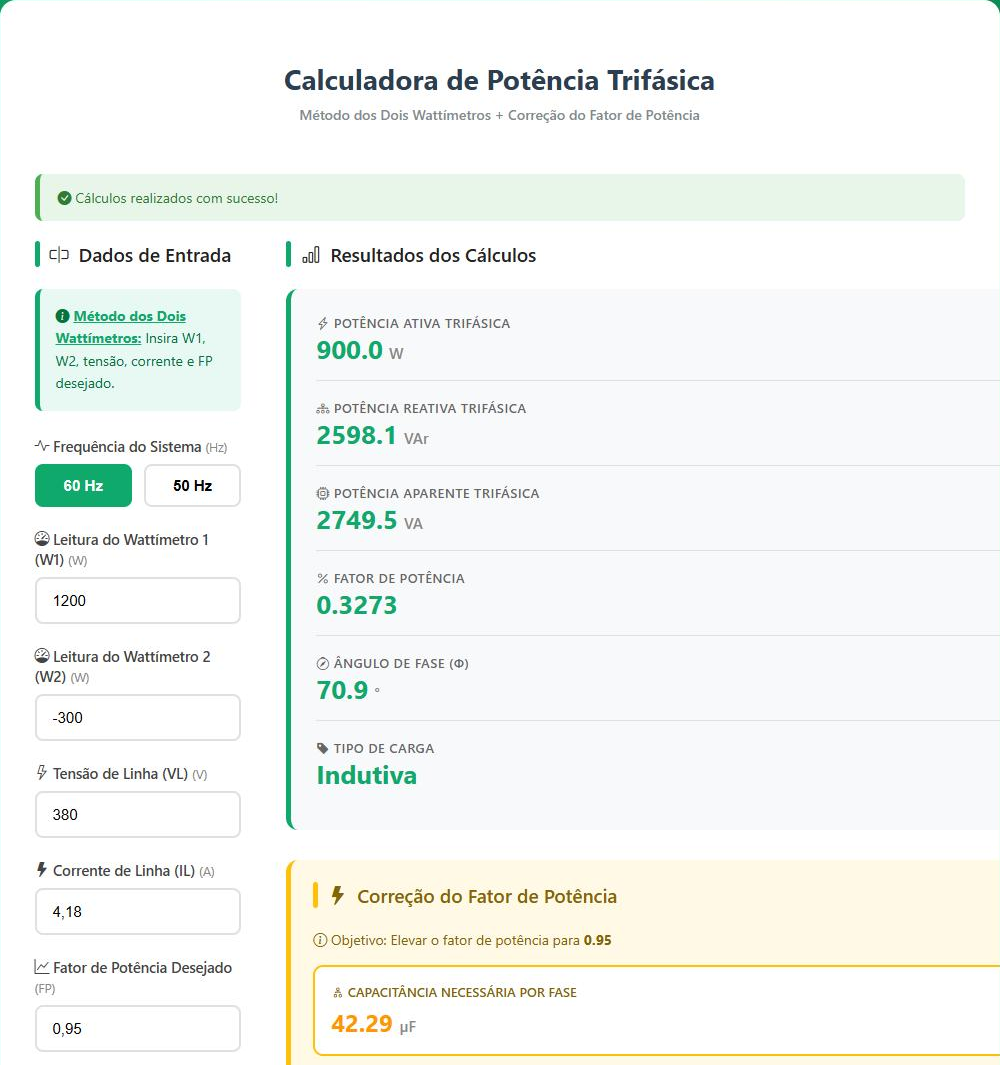 Calculadora de Potência Trifásica
Método dos Dois Wattímetros + Correção do Fator de Potência
Cálculos realizados com sucesso!
Dados de Entrada
Método dos Dois
Wattímetros: Insira W1,
W2, tensão, corrente e FP
desejado.
Frequência do Sistema (Hz)
60 Hz
50 Hz
Leitura do Wattímetro 1
(W1) (W)
1200
Leitura do Wattímetro 2
(W2) (W)
-300
Tensão de Linha (VL) (V)
380
Corrente de Linha (IL) (A)
4,18
Fator de Potência Desejado
(FP)
0,95
Resultados dos Cálculos
POTÊNCIA ATIVA TRIFÁSICA
900.0 W
POTÊNCIA REATIVA TRIFÁSICA
2598.1 VAr
POTÊNCIA APARENTE TRIFÁSICA
2749.5 VA
FATOR DE POTÊNCIA
0.3273
ÂNGULO DE FASE (Φ)
70.9 °
TIPO DE CARGA
Indutiva
Correção do Fator de Potência
Objetivo: Elevar o fator de potência para 0.95
CAPACITÂNCIA NECESSÁRIA POR FASE
42.29 µF